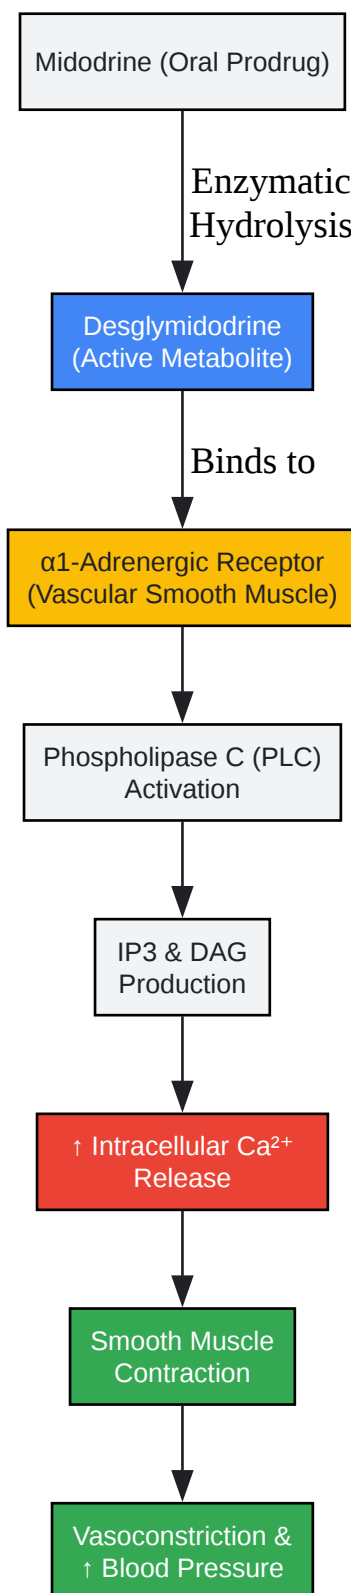 Midodrine (Oral Prodrug)
Enzymatic
Hydrolysis
Desglymidodrine
(Active Metabolite)
Binds to
α1-Adrenergic Receptor
(Vascular Smooth Muscle)
Phospholipase C (PLC)
Activation
IP3 & DAG
Production
↑ Intracellular Ca²⁺
Release
Smooth Muscle
Contraction
Vasoconstriction &
↑ Blood Pressure